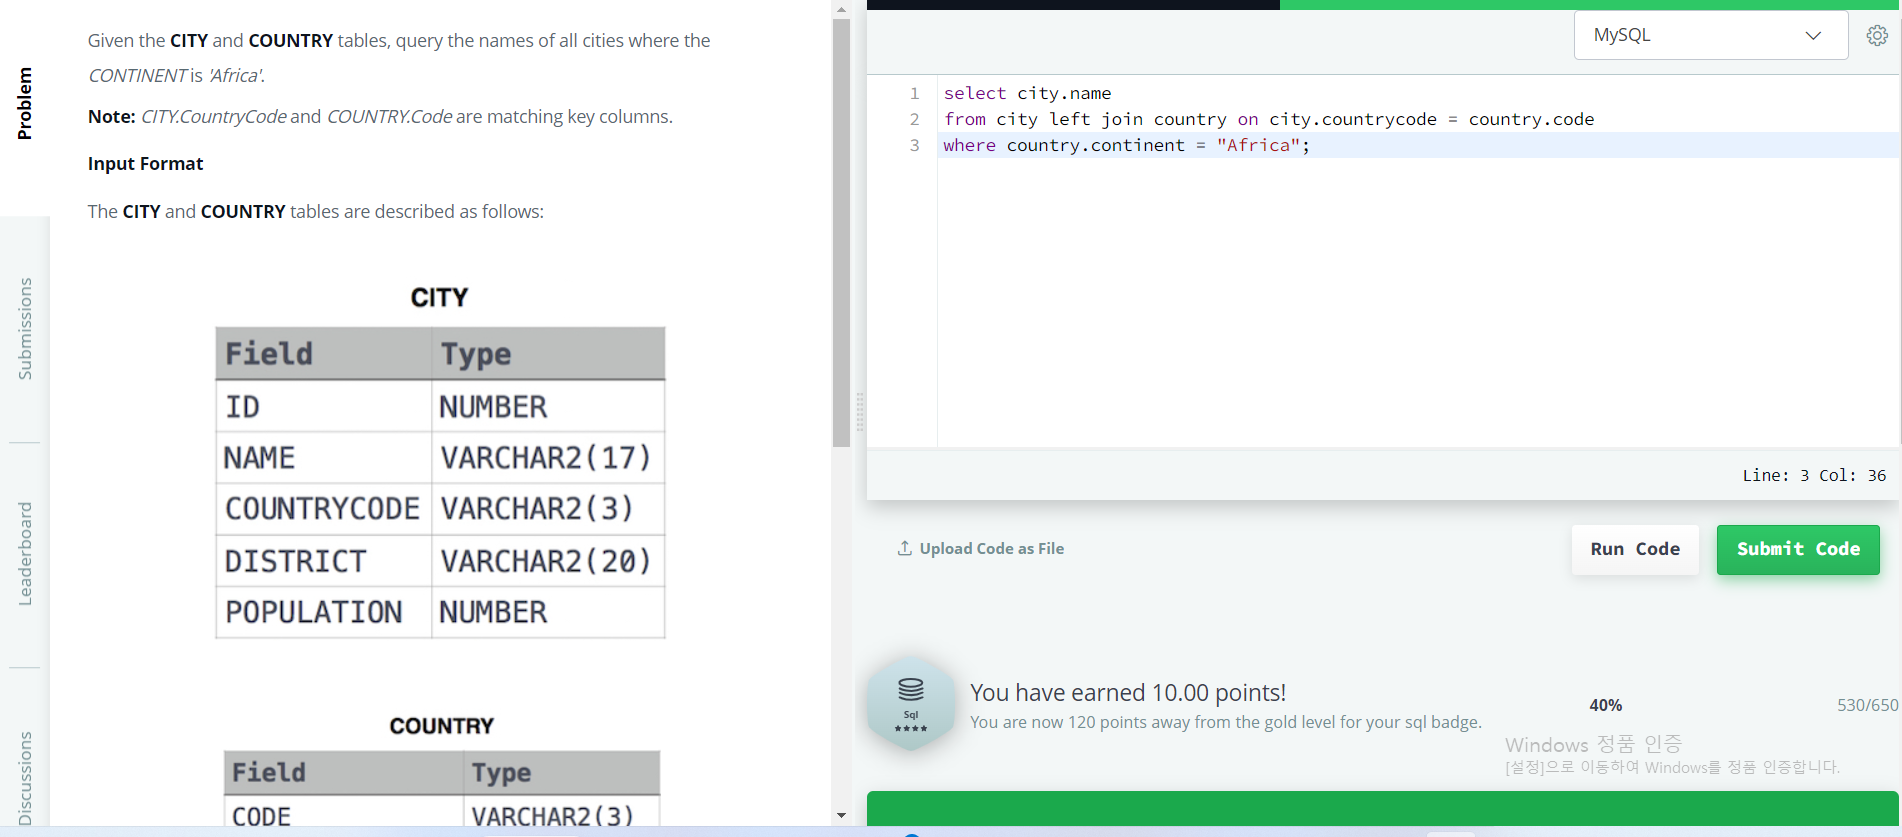 Problem
Submissions
Leaderboard
Discussions
Given the CITY and COUNTRY tables, query the names of all cities where the
CONTINENT is 'Africa'.
Note: CITY.CountryCode and COUNTRY.Code are matching key columns.
Input Format
The CITY and COUNTRY tables are described as follows:
CITY
Field Type
ID NUMBER
NAME VARCHAR2(17)
COUNTRYCODE VARCHAR2(3)
DISTRICT VARCHAR2(20)
POPULATION NUMBER
COUNTRY
Field Type
CODE VARCHAR2(3)
MySQL
1 select city.name
2 from city left join country on city.countrycode = country.code
3 where country.continent = "Africa";
Line: 3 Col: 36
Upload Code as File
Run Code
Submit Code
Sql
You have earned 10.00 points!
You are now 120 points away from the gold level for your sql badge.
40%
530/650
Windows 정품 인증
[설정]으로 이동하여 Windows를 정품 인증합니다.